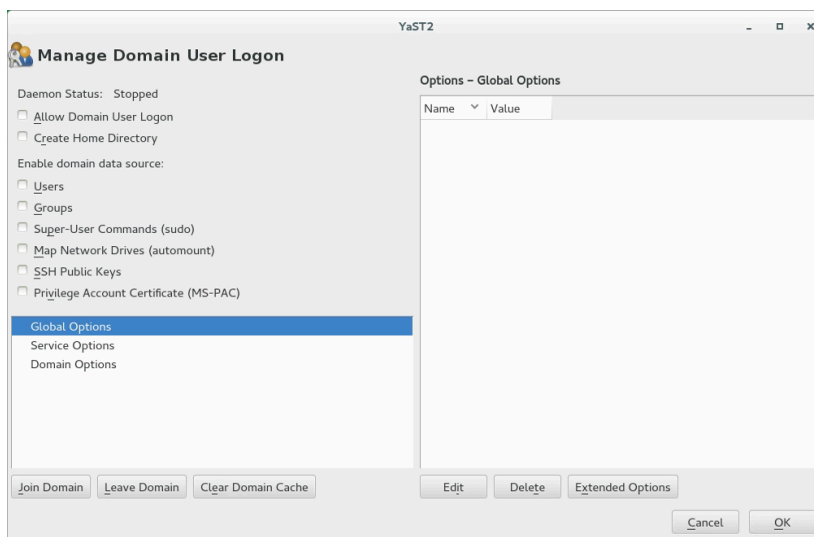 YaST2
Manage Domain User Logon
Daemon Status: Stopped
Allow Domain User Logon
Create Home Directory
Enable domain data source:
Users
Groups
Super-User Commands (sudo)
Map Network Drives (automount)
SSH Public Keys
Privilege Account Certificate (MS-PAC)
Global Options
Service Options
Domain Options
Join Domain Leave Domain Clear Domain Cache
Options – Global Options
Name Value
Edit Delete Extended Options
Cancel OK